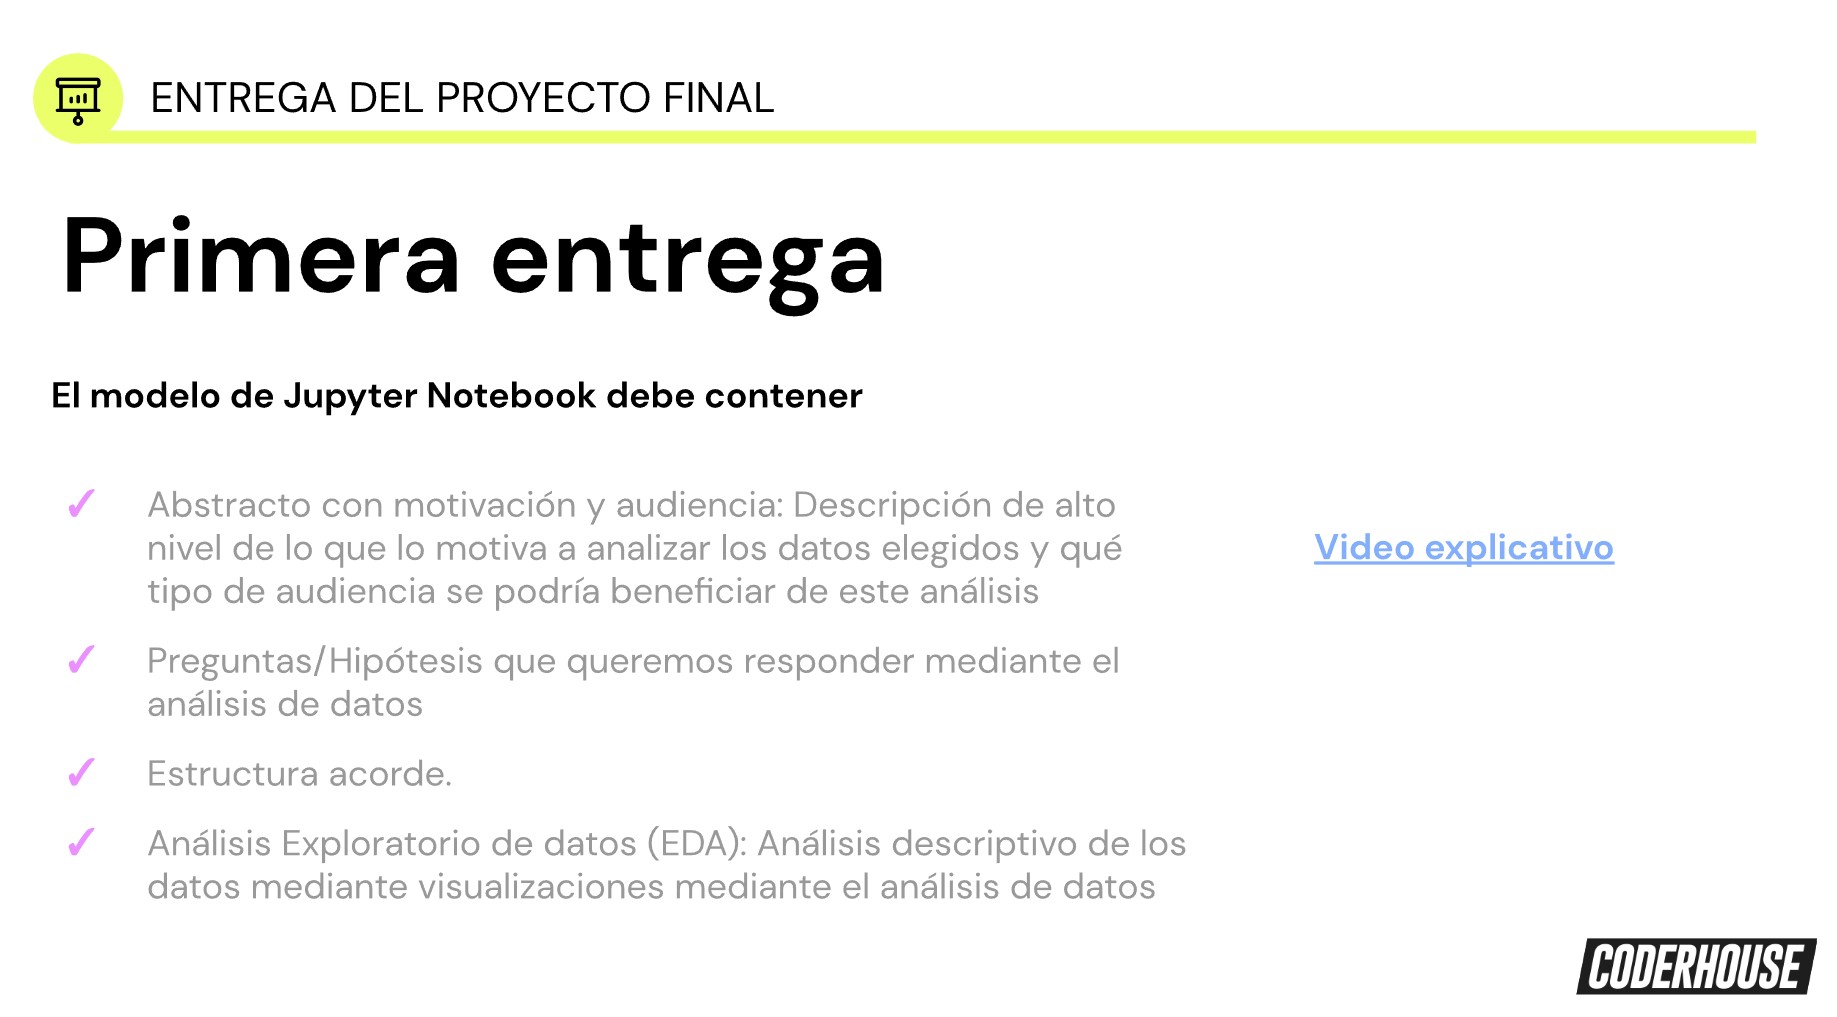 ENTREGA DEL PROYECTO FINAL
Primera entrega
El modelo de Jupyter Notebook debe contener
✓ Abstracto con motivación y audiencia: Descripción de alto
nivel de lo que lo motiva a analizar los datos elegidos y qué
tipo de audiencia se podría beneficiar de este análisis
✓ Preguntas/Hipótesis que queremos responder mediante el
análisis de datos
✓ Estructura acorde.
✓ Análisis Exploratorio de datos (EDA): Análisis descriptivo de los
datos mediante visualizaciones mediante el análisis de datos
Video explicativo
CODERHOUSE